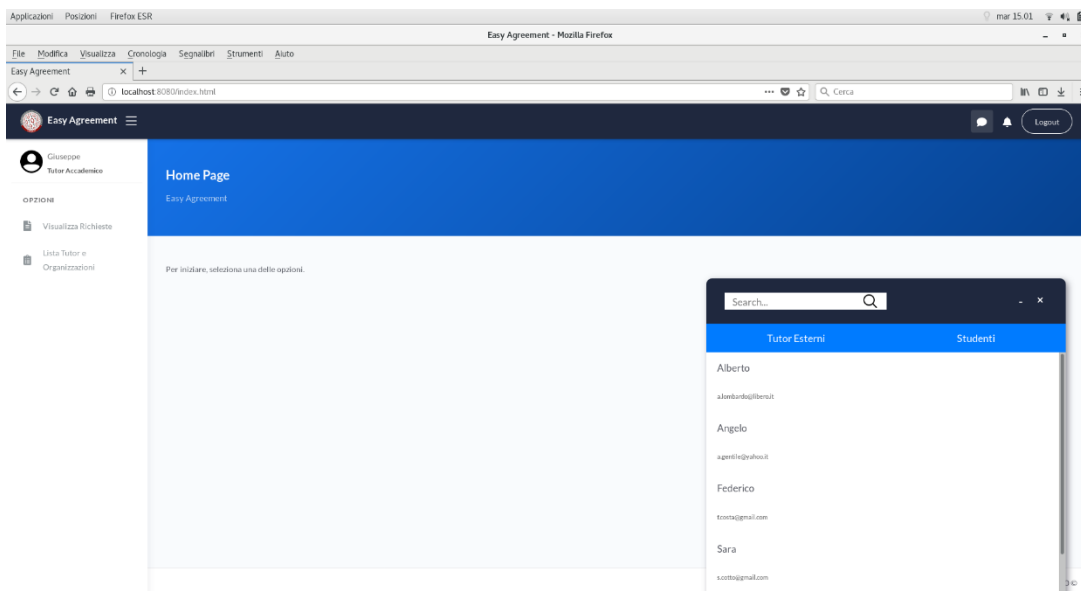 Applicazioni Posizioni Firefox ESR
mar 15.01
Easy Agreement - Mozilla Firefox
File Modifica Visualizza Cronologia Segnalibri Strumenti Aiuto
Easy Agreement
localhost:8080/index.html
Cerca
Easy Agreement
Logout
Giuseppe
Tutor Accademico
OPZIONI
Visualizza Richieste
Lista Tutor e
Organizzazioni
Home Page
Easy Agreement
Per iniziare, seleziona una delle opzioni.
Search...
Tutor Esterni
Studenti
Alberto
a.lombardo@libero.it
Angelo
a.gentile@yahoo.it
Federico
Sara
s.cotto@gmail.com